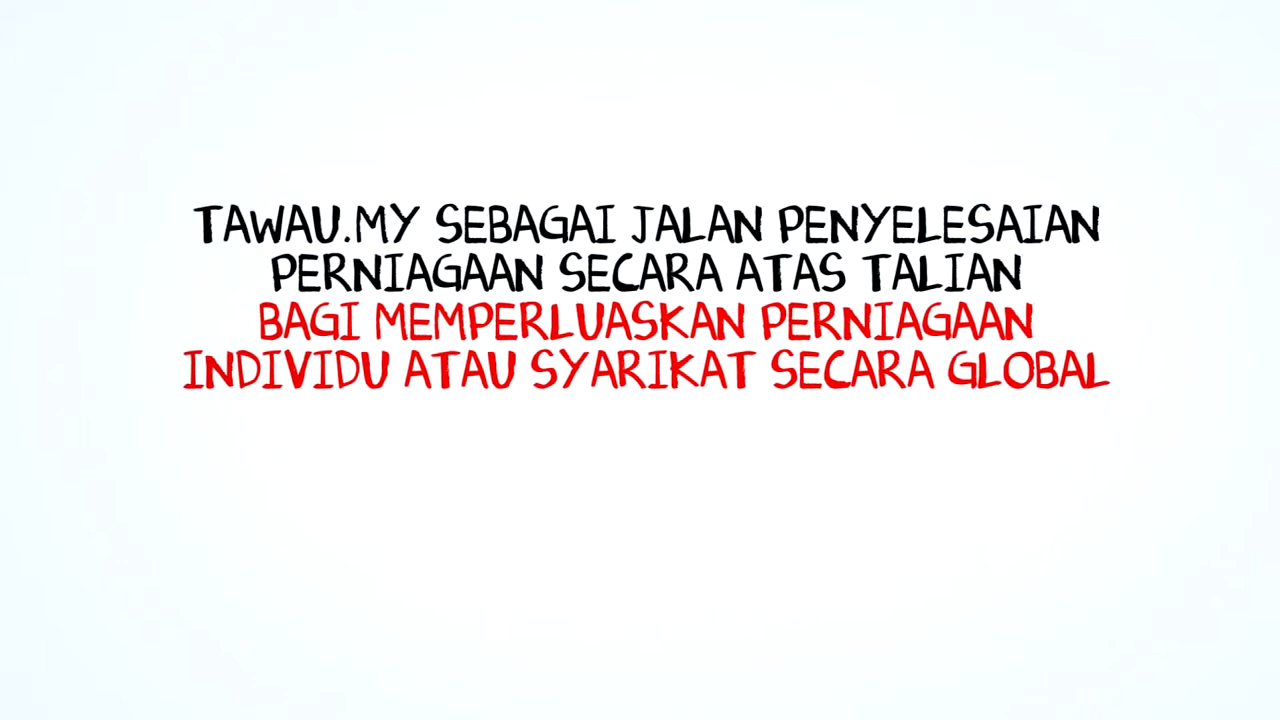 TAWAU.MY SEBAGAI JALAN PENYELESAIAN
PERNIAGAAN SECARA ATAS TALIAN
BAGI MEMPERLUASKAN PERNIAGAAN
INDIVIDU ATAU SYARIKAT SECARA GLOBAL